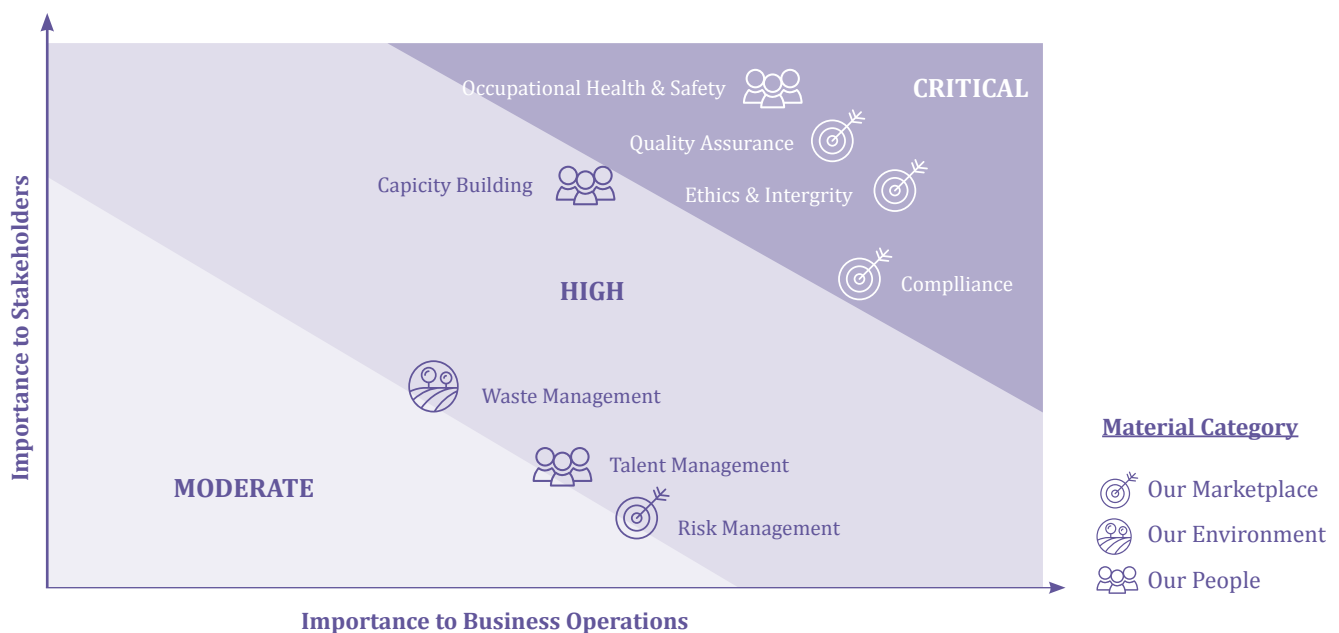 Importance to Stakeholders
Occupational Health & Safety
CRITICAL
Quality Assurance
Capicity Building
Ethics & Intergrity
HIGH
Complliance
Waste Management
MODERATE
Talent Management
Risk Management
Importance to Business Operations
Material Category
Our Marketplace
Our Environment
Our People